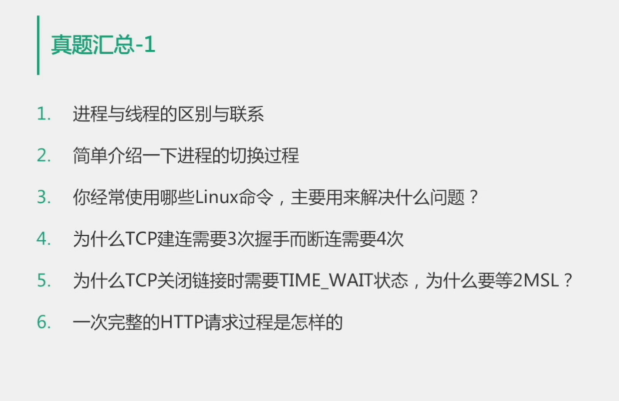 真题汇总-1
1. 进程与线程的区别与联系
2. 简单介绍一下进程的切换过程
3. 你经常使用哪些Linux命令，主要用来解决什么问题？
4. 为什么TCP建连需要3次握手而断连需要4次
5. 为什么TCP关闭链接时需要TIME_WAIT状态，为什么要等2MSL？
6. 一次完整的HTTP请求过程是怎样的